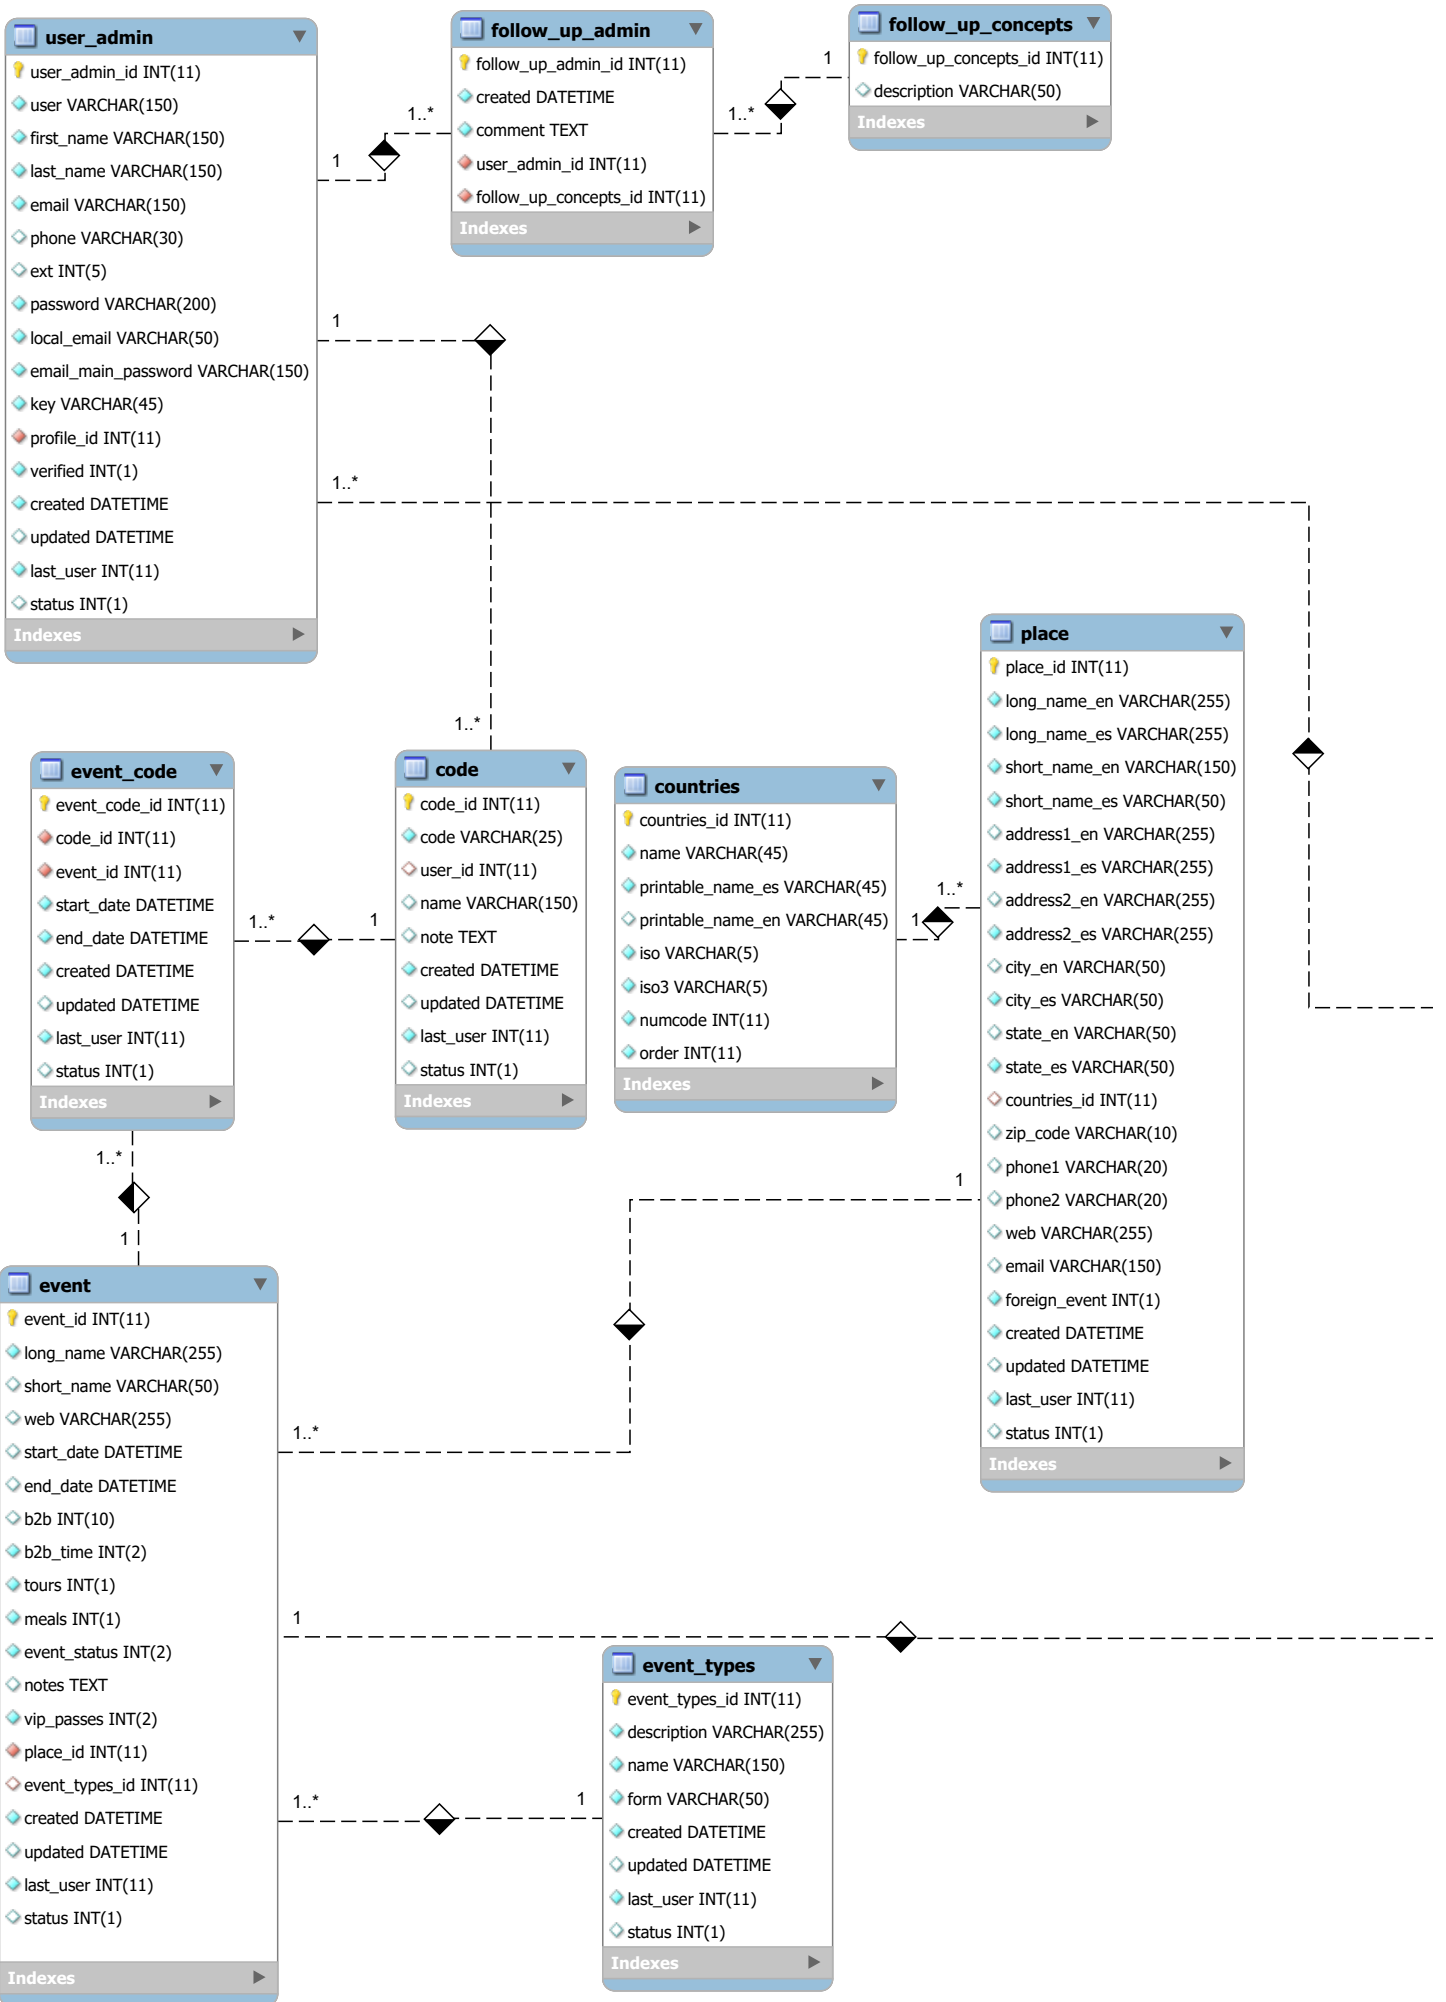 user_admin
user_admin_id INT(11)
user VARCHAR(150)
first_name VARCHAR(150)
last_name VARCHAR(150)
email VARCHAR(150)
phone VARCHAR(30)
ext INT(5)
password VARCHAR(200)
local_email VARCHAR(50)
email_main_password VARCHAR(150)
key VARCHAR(45)
profile_id INT(11)
verified INT(1)
created DATETIME
updated DATETIME
last_user INT(11)
status INT(1)
Indexes
1
1..*
1
1..*
1..*
follow_up_admin
follow_up_admin_id INT(11)
created DATETIME
comment TEXT
user_admin_id INT(11)
follow_up_concepts_id INT(11)
Indexes
1..*
1
follow_up_concepts
follow_up_concepts_id INT(11)
description VARCHAR(50)
Indexes
event_code
event_code_id INT(11)
code_id INT(11)
event_id INT(11)
start_date DATETIME
end_date DATETIME
created DATETIME
updated DATETIME
last_user INT(11)
status INT(1)
Indexes
1..*
1
1..*
1
code
code_id INT(11)
code VARCHAR(25)
user_id INT(11)
name VARCHAR(150)
note TEXT
created DATETIME
updated DATETIME
last_user INT(11)
status INT(1)
Indexes
countries
countries_id INT(11)
name VARCHAR(45)
printable_name_es VARCHAR(45)
printable_name_en VARCHAR(45)
iso VARCHAR(5)
iso3 VARCHAR(5)
numcode INT(11)
order INT(11)
Indexes
1..*
1
place
place_id INT(11)
long_name_en VARCHAR(255)
long_name_es VARCHAR(255)
short_name_en VARCHAR(150)
short_name_es VARCHAR(50)
address1_en VARCHAR(255)
address1_es VARCHAR(255)
address2_en VARCHAR(255)
address2_es VARCHAR(255)
city_en VARCHAR(50)
city_es VARCHAR(50)
state_en VARCHAR(50)
state_es VARCHAR(50)
countries_id INT(11)
zip_code VARCHAR(10)
phone1 VARCHAR(20)
phone2 VARCHAR(20)
web VARCHAR(255)
email VARCHAR(150)
foreign_event INT(1)
created DATETIME
updated DATETIME
last_user INT(11)
status INT(1)
Indexes
1
1..*
event
event_id INT(11)
long_name VARCHAR(255)
short_name VARCHAR(50)
web VARCHAR(255)
start_date DATETIME
end_date DATETIME
b2b INT(10)
b2b_time INT(2)
tours INT(1)
meals INT(1)
event_status INT(2)
notes TEXT
vip_passes INT(2)
place_id INT(11)
event_types_id INT(11)
created DATETIME
updated DATETIME
last_user INT(11)
status INT(1)
Indexes
1
1..*
1
event_types
event_types_id INT(11)
description VARCHAR(255)
name VARCHAR(150)
form VARCHAR(50)
created DATETIME
updated DATETIME
last_user INT(11)
status INT(1)
Indexes